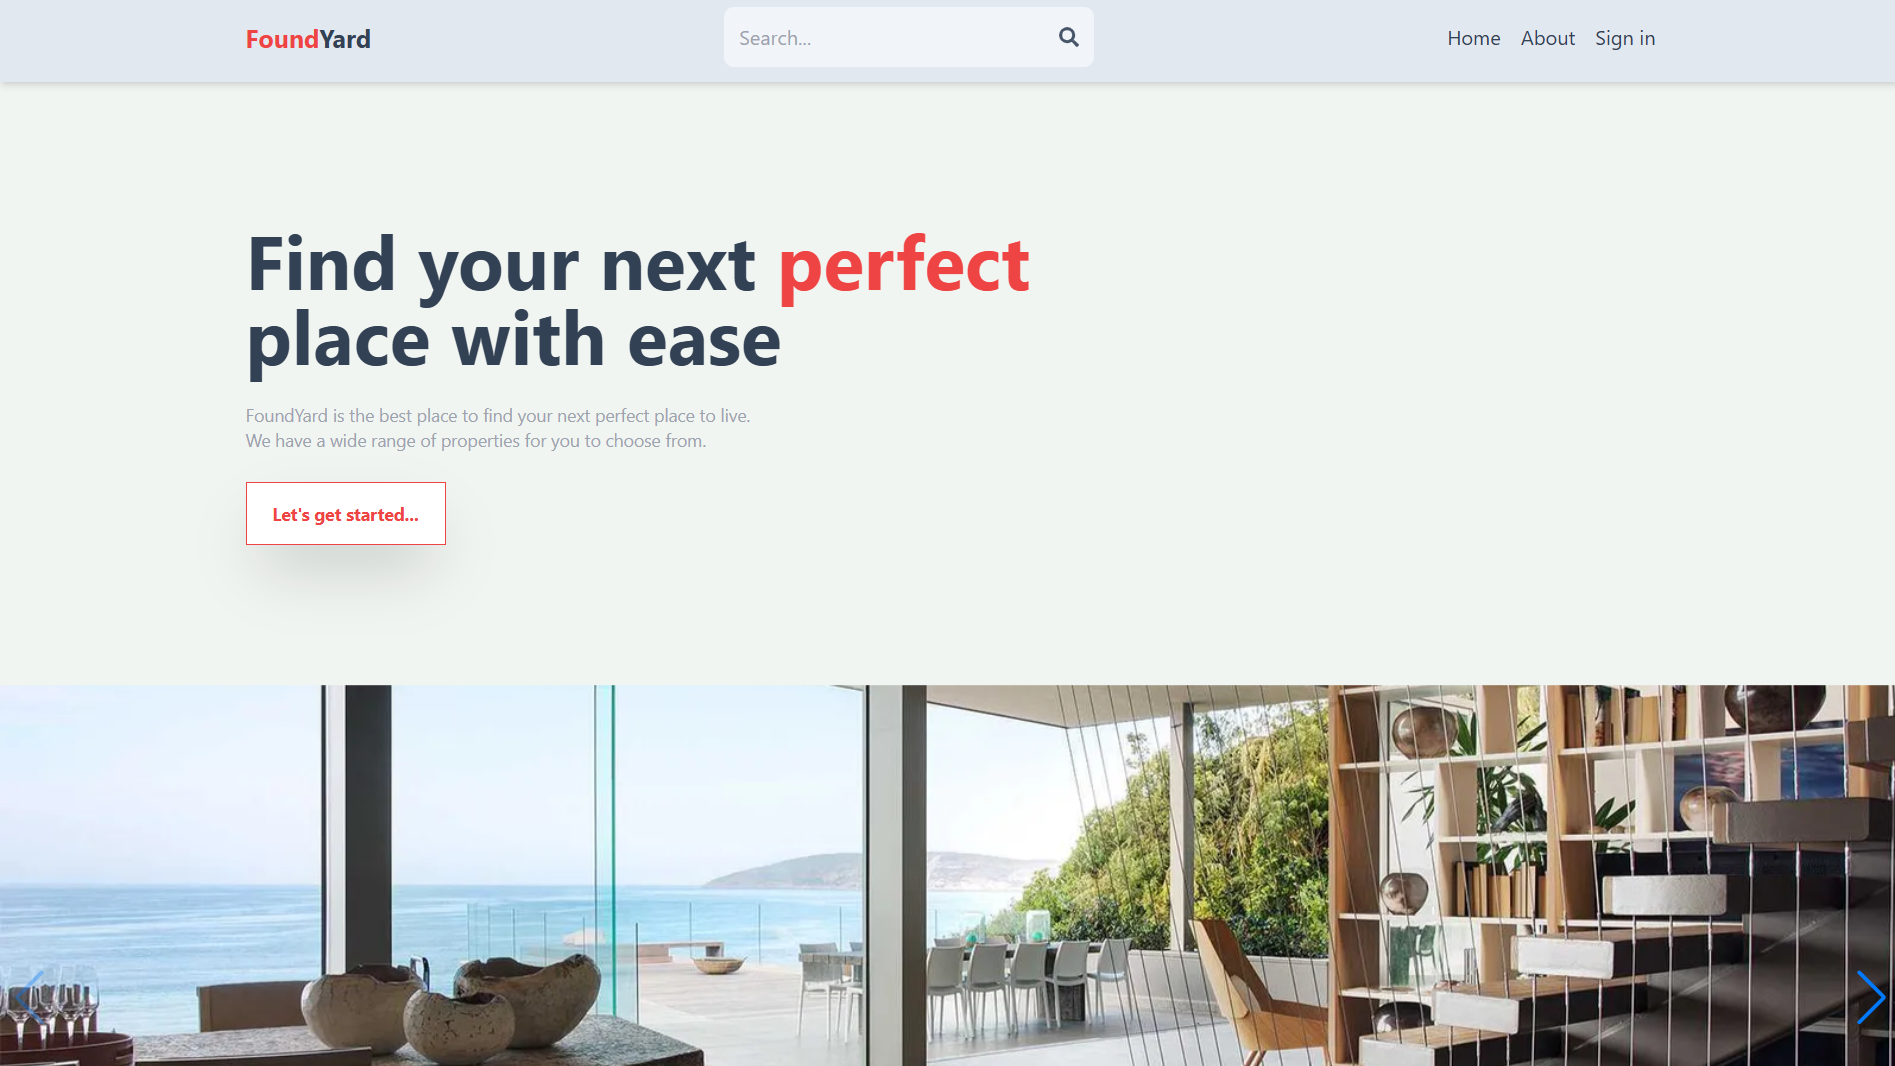 FoundYard
Search...
Home About Sign in
Find your next perfect
place with ease
FoundYard is the best place to find your next perfect place to live.
We have a wide range of properties for you to choose from.
Let's get started...